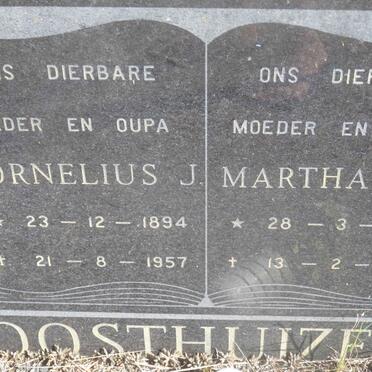 S DIERBARE
DER EN OUPA
ORNELIUS J.
* 23 - 12 - 1894
† 21 - 8 - 1957
ONS DIER
MOEDER EN
MARTHA
* 28 - 3 -
† 13 - 2 -
OOSTHUIZE